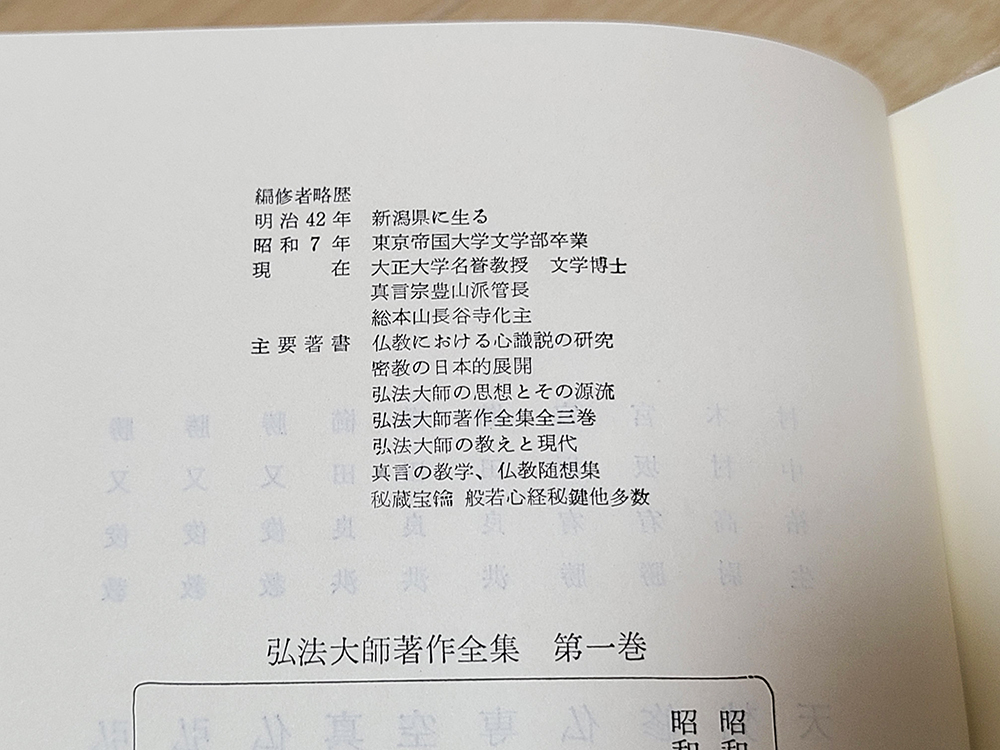 編修者略歴
明治42年 新潟県に生る
昭和7年 東京帝国大学文学部卒業
現在 大正大学名誉教授 文学博士
真言宗豊山派管長
総本山長谷寺化主
主要著書 仏教における心識説の研究
密教の日本的展開
弘法大師の思想とその源流
弘法大師著作全集全三巻
弘法大師の教えと現代
真言の教学、仏教随想集
秘蔵宝鑰 般若心経秘鍵他多数
弘法大師著作全集 第一巻
昭和
昭和